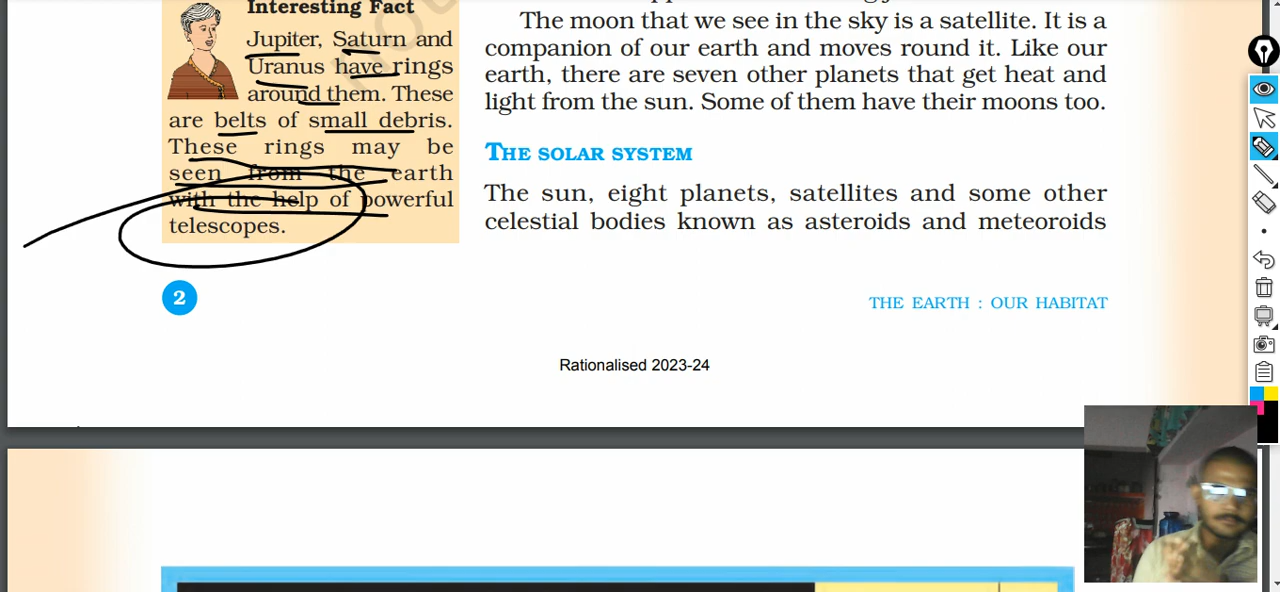 Interesting Fact
Jupiter, Saturn and
Uranus have rings
around them. These
are belts of small debris.
These rings may be
seen from the earth
with the help of powerful
telescopes.
The moon that we see in the sky is a satellite. It is a
companion of our earth and moves round it. Like our
earth, there are seven other planets that get heat and
light from the sun. Some of them have their moons too.
THE SOLAR SYSTEM
The sun, eight planets, satellites and some other
celestial bodies known as asteroids and meteoroids
2
THE EARTH : OUR HABITAT
Rationalised 2023-24